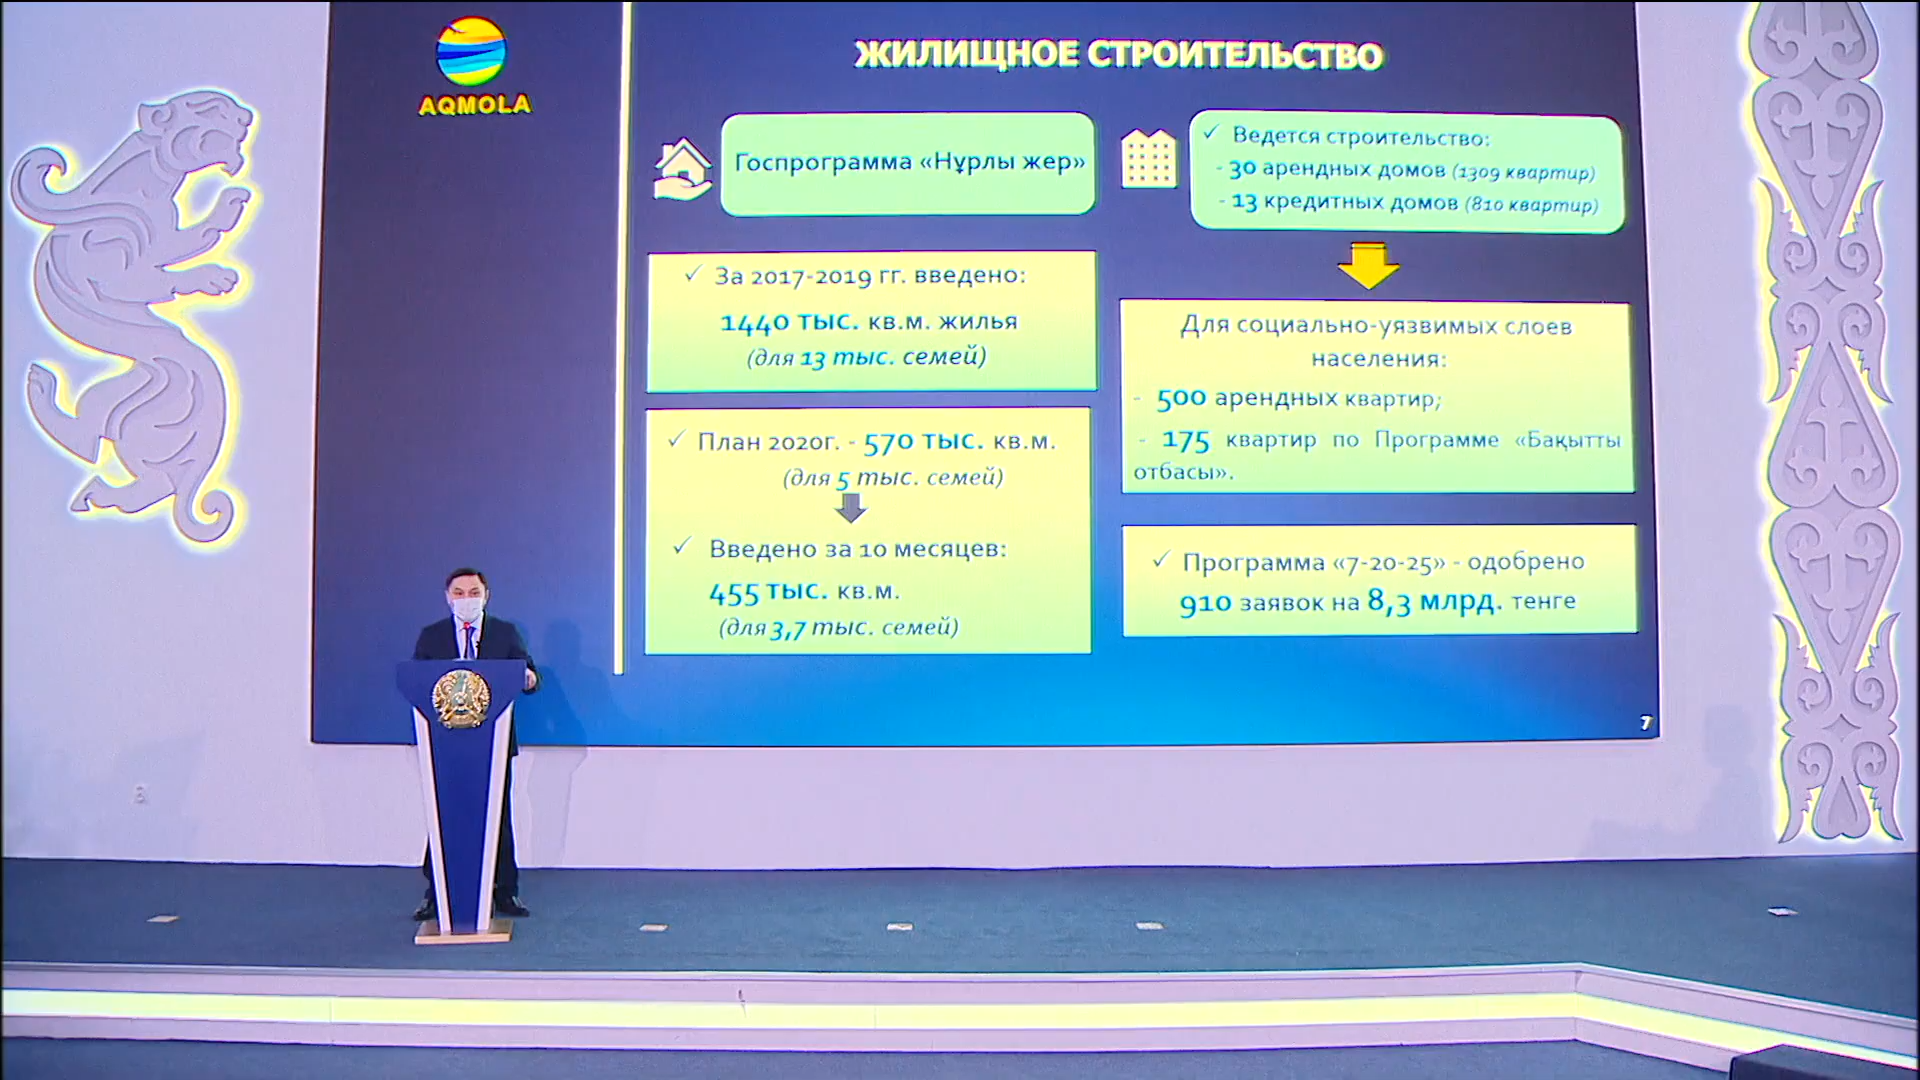 AQMOLA
ЖИЛИЩНОЕ СТРОИТЕЛЬСТВО
Госпрограмма «Нұрлы жер»
✓ За 2017-2019 гг. введено:
1440 тыс. кв.м. жилья
(для 13 тыс. семей)
✓ План 2020г. - 570 тыс. кв.м.
(для 5 тыс. семей)
✓ Введено за 10 месяцев:
455 тыс. кв.м.
(для 3,7 тыс. семей)
✓ Ведется строительство:
- 30 арендных домов (1309 квартир)
- 13 кредитных домов (810 квартир)
Для социально-уязвимых слоев
населения:
- 500 арендных квартир;
- 175 квартир по Программе «Бақытты
отбасы».
✓ Программа «7-20-25» - одобрено
910 заявок на 8,3 млрд. тенге
7